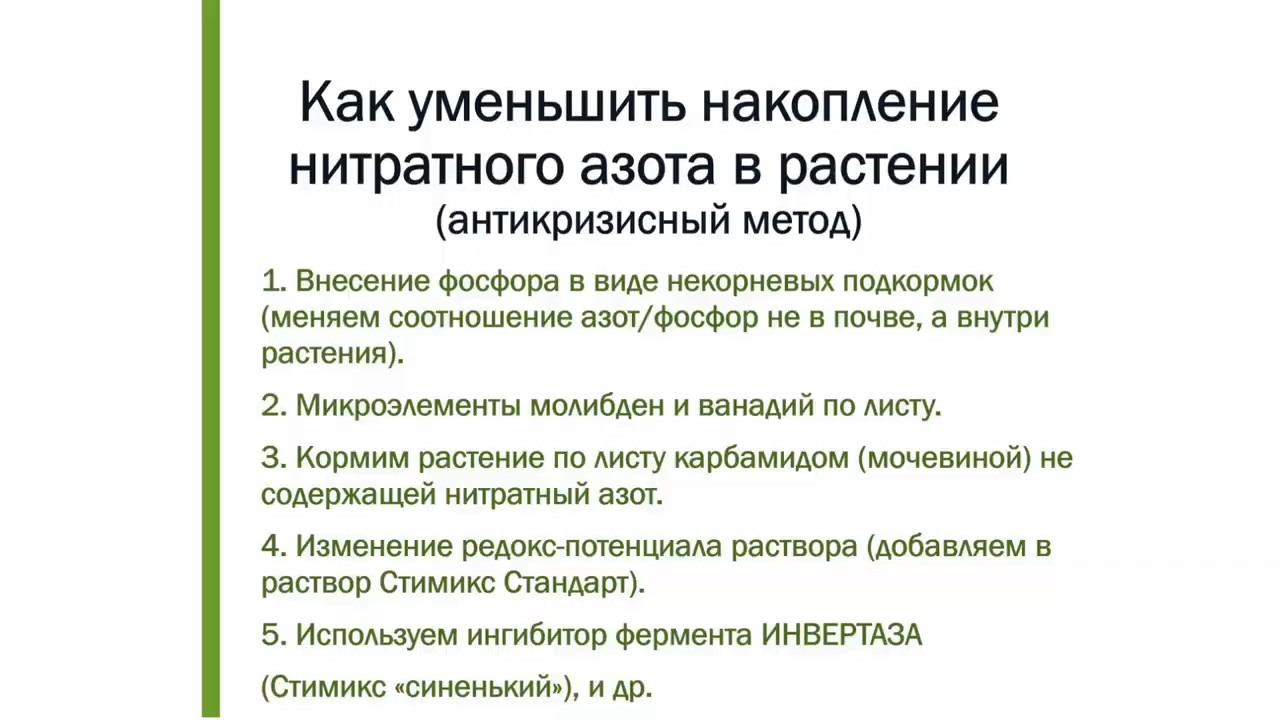 Как уменьшить накопление
нитратного азота в растении
(антикризисный метод)
1. Внесение фосфора в виде некорневых подкормок
(меняем соотношение азот/фосфор не в почве, а внутри
растения).
2. Микроэлементы молибден и ванадий по листу.
3. Кормим растение по листу карбамидом (мочевиной) не
содержащей нитратный азот.
4. Изменение редокс-потенциала раствора (добавляем в
раствор Стимикс Стандарт).
5. Используем ингибитор фермента ИНВЕРТАЗА
(Стимикс «синенький»), и др.